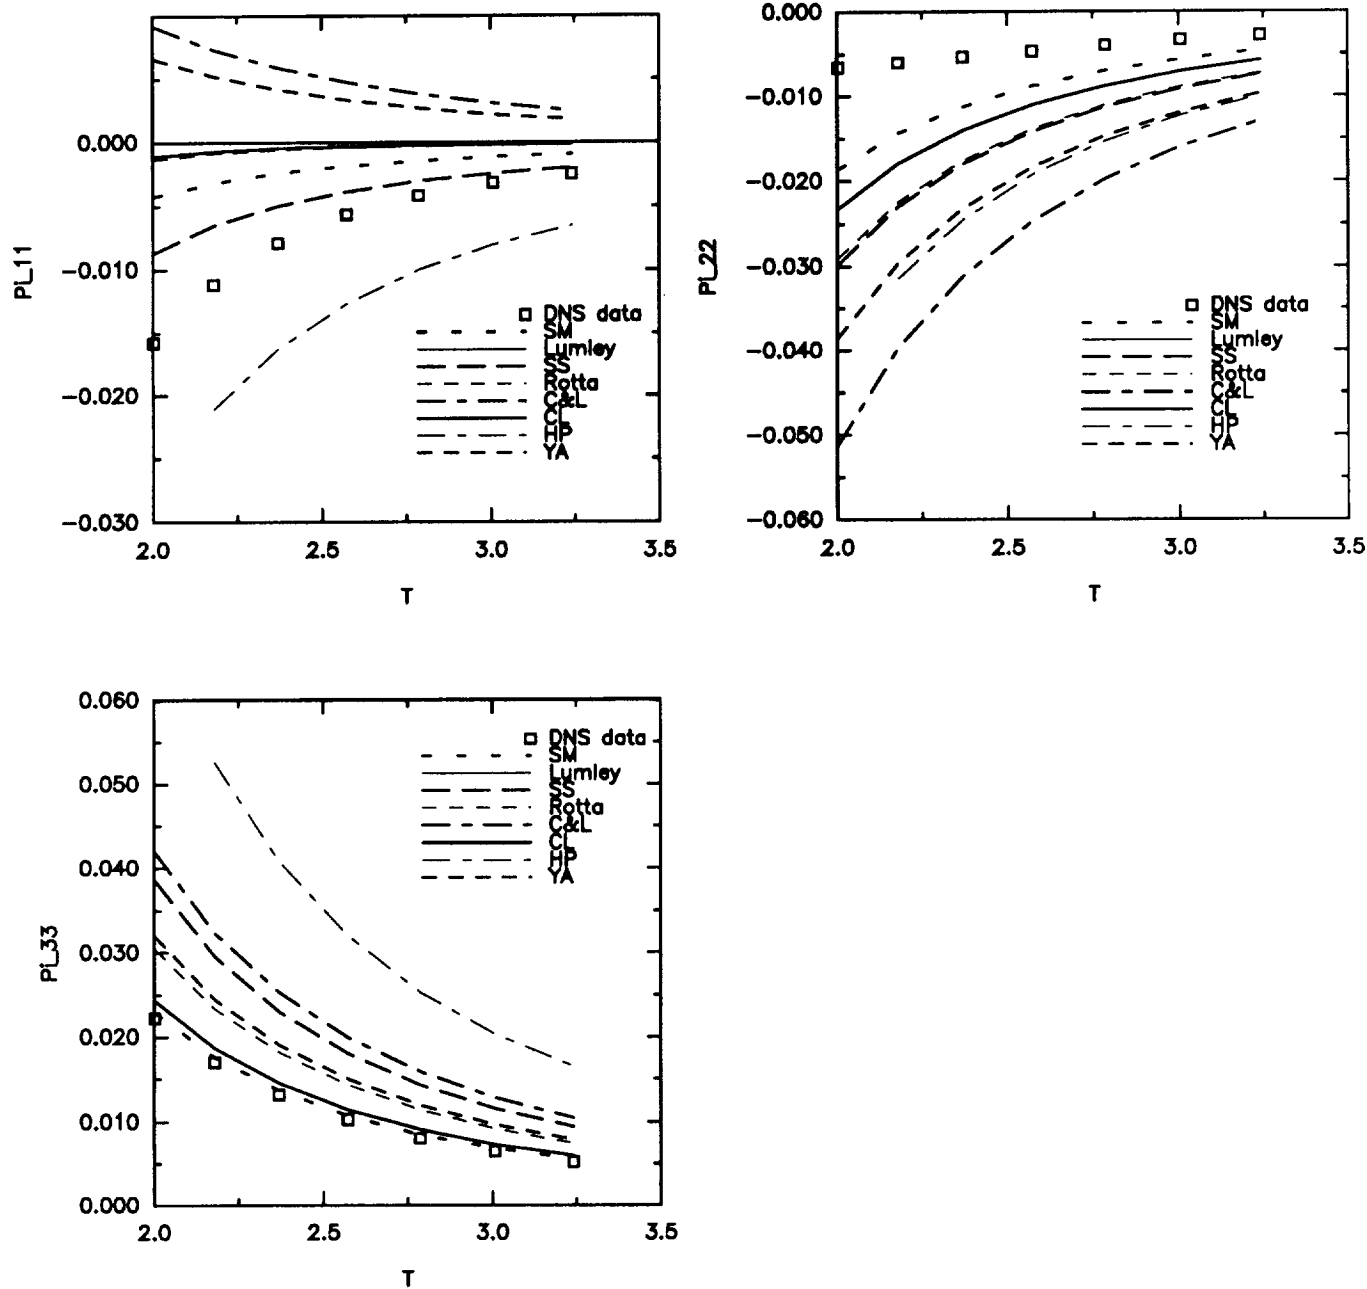 0.000
−0.010
−0.020
−0.030
2.0 2.5 3.0 3.5
T
PI_11
DNS data
SM
Lumley
SS
Rotta
C&L
CL
HP
YA
0.000
−0.010
−0.020
−0.030
−0.040
−0.050
−0.060
2.0 2.5 3.0 3.5
T
PI_22
DNS data
SM
Lumley
SS
Rotta
C&L
CL
HP
YA
0.060
0.050
0.040
0.030
0.020
0.010
0.000
2.0 2.5 3.0 3.5
T
PI_33
DNS data
SM
Lumley
SS
Rotta
C&L
CL
HP
YA